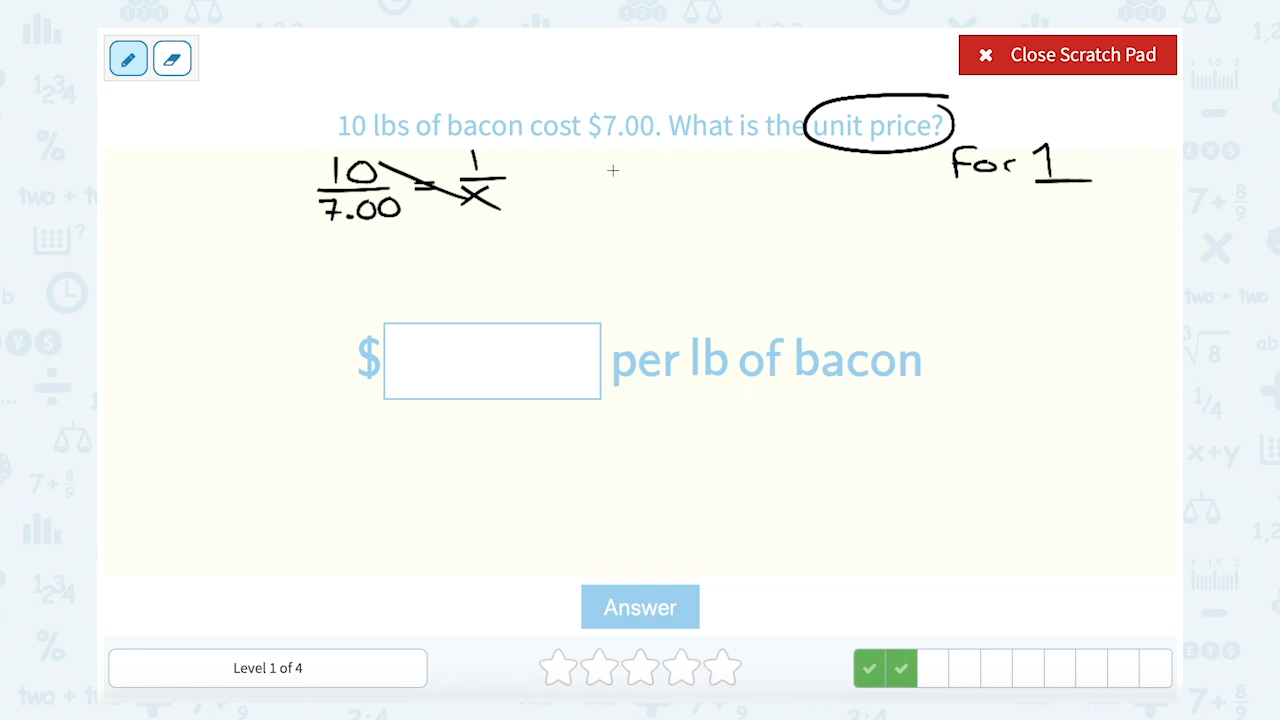 ✖ Close Scratch Pad
10 lbs of bacon cost $7.00. What is the unit price?
For 1
10/7.00 = 1/x
$ per lb of bacon
Answer
Level 1 of 4